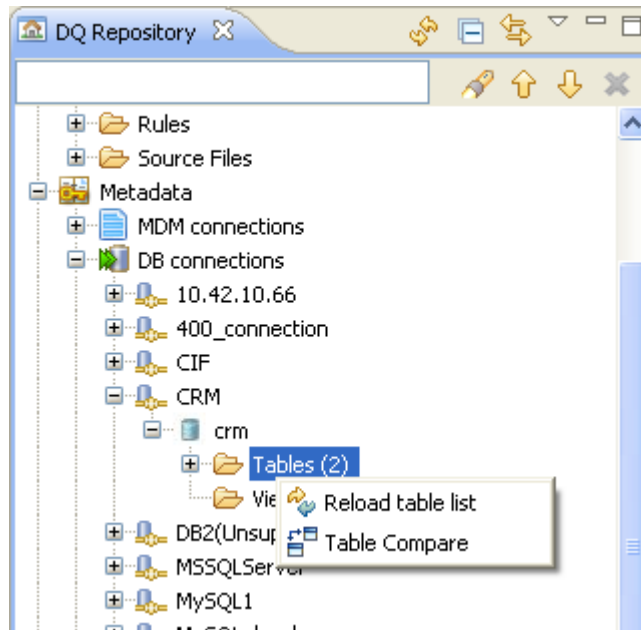 DQ Repository
Rules
Source Files
Metadata
MDM connections
DB connections
10.42.10.66
400_connection
CIF
CRM
crm
Tables (2)
Reload table list
Table Compare
MSSQLServer
MySQL1